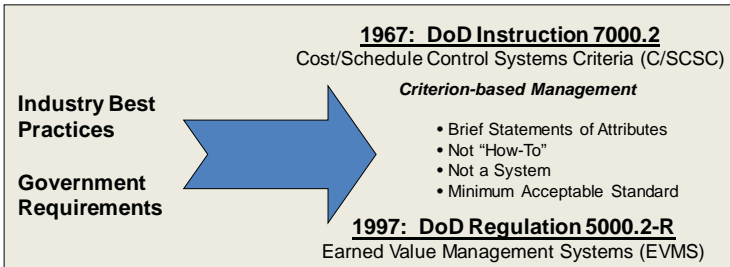 Industry Best
Practices
Government
Requirements
1967: DoD Instruction 7000.2
Cost/Schedule Control Systems Criteria (C/SCSC)
Criterion-based Management
• Brief Statements of Attributes
• Not “How-To”
• Not a System
• Minimum Acceptable Standard
1997: DoD Regulation 5000.2-R
Earned Value Management Systems (EVMS)